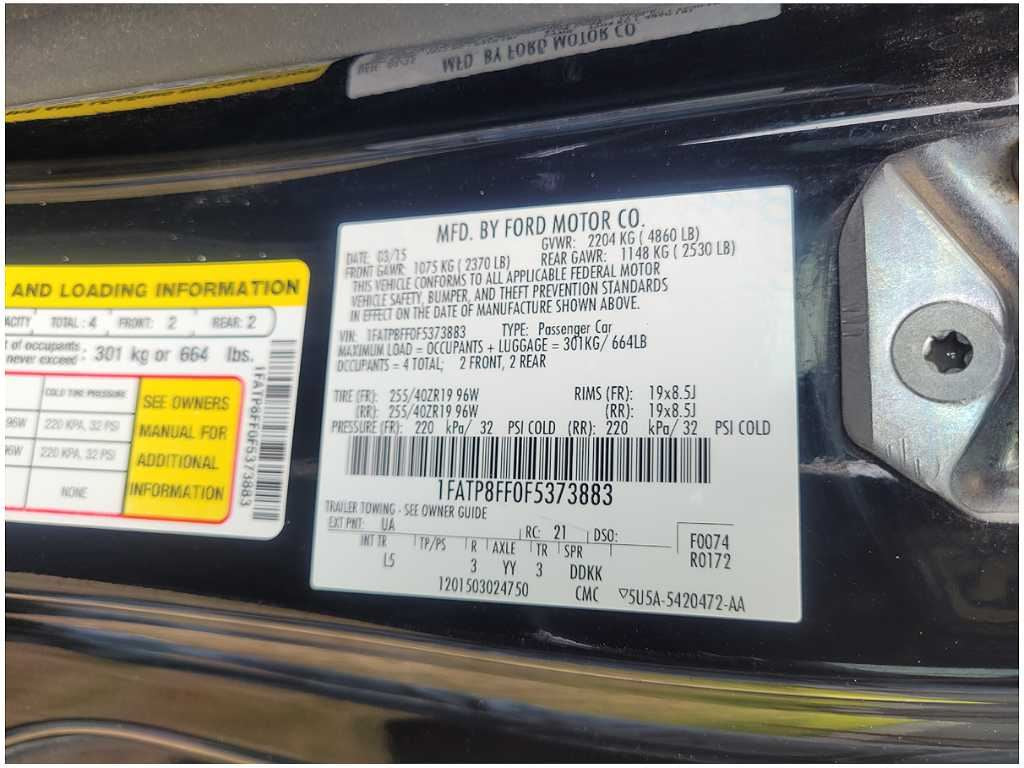 MFD. BY FORD MOTOR CO.
MFD. BY FORD MOTOR CO.
DATE: 03/15 GVWR: 2204 KG ( 4860 LB)
FRONT GAWR: 1075 KG ( 2370 LB) REAR GAWR: 1148 KG ( 2530 LB)
THIS VEHICLE CONFORMS TO ALL APPLICABLE FEDERAL MOTOR
VEHICLE SAFETY, BUMPER, AND THEFT PREVENTION STANDARDS
IN EFFECT ON THE DATE OF MANUFACTURE SHOWN ABOVE.
VIN: 1FATP8FF0F5373883 TYPE: Passenger Car
MAXIMUM LOAD = OCCUPANTS + LUGGAGE = 301KG/ 664LB
OCCUPANTS = 4 TOTAL; 2 FRONT, 2 REAR
TIRE (FR): 255/40ZR19 96W RIMS (FR): 19x8.5J
(RR): 255/40ZR19 96W (RR): 19x8.5J
PRESSURE (FR): 220 kPa/ 32 PSI COLD (RR): 220 kPa/ 32 PSI COLD
1FATP8FF0F5373883
TRAILER TOWING - SEE OWNER GUIDE
EXT PNT: UA RC: 21 DSO: F0074
INT TR TP/PS R AXLE TR SPR R0172
L5 3 YY 3 DDKK
1201503024750 CMC ▽5U5A-5420472-AA
AND LOADING INFORMATION
ACITY TOTAL : 4 FRONT: 2 REAR: 2
t of occupants
never exceed : 301 kg or 664 lbs.
COLD TIRE PRESSURE
96W 220 KPA, 32 PSI
96W 220 KPA, 32 PSI
NONE
SEE OWNERS
MANUAL FOR
ADDITIONAL
INFORMATION
1FATP8FF0F5373883